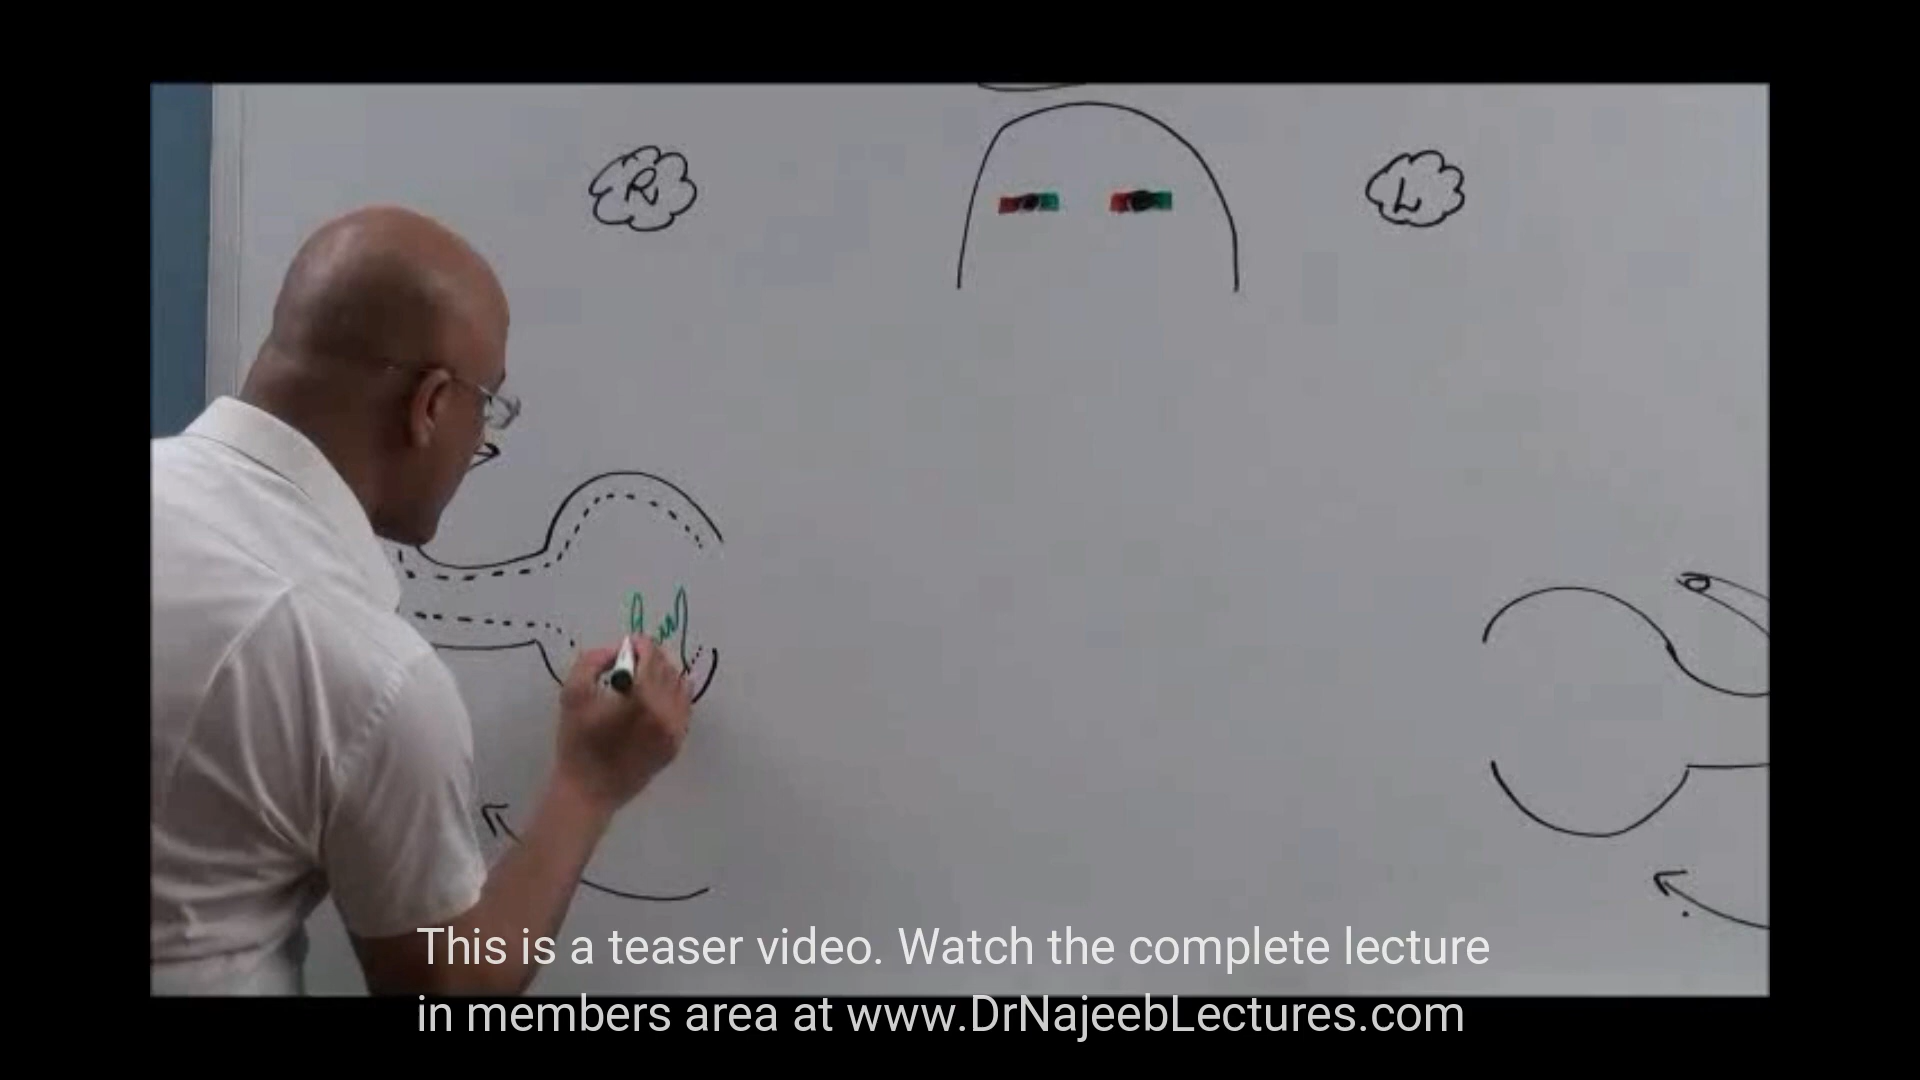 R
L
This is a teaser video. Watch the complete lecture
in members area at www.DrNajeebLectures.com